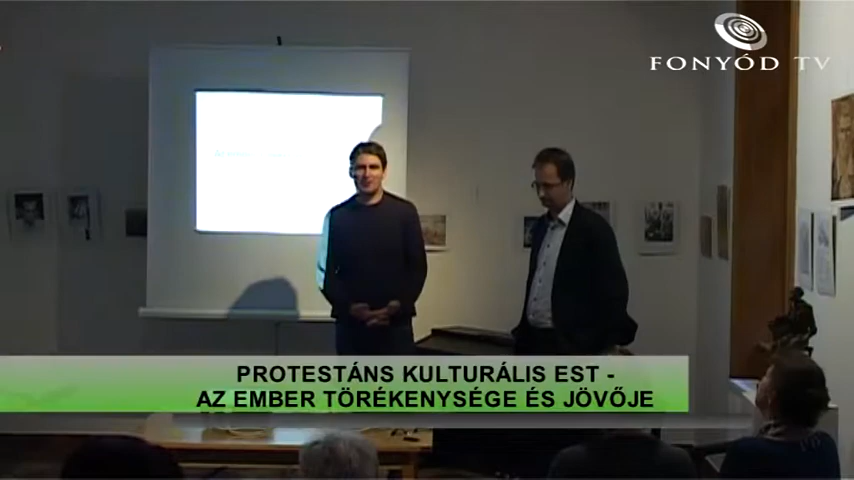 FONYÓD TV
PROTESTÁNS KULTURÁLIS EST -
AZ EMBER TÖRÉKENYSÉGE ÉS JÖVŐJE